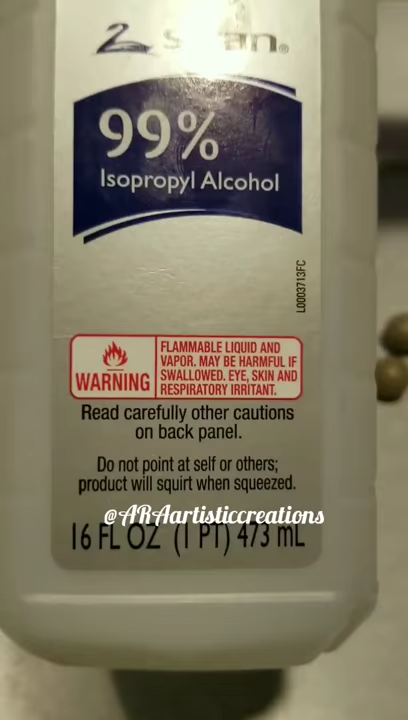 99%
Isopropyl Alcohol
L0003713FC
WARNING
FLAMMABLE LIQUID AND
VAPOR. MAY BE HARMFUL IF
SWALLOWED. EYE, SKIN AND
RESPIRATORY IRRITANT.
Read carefully other cautions
on back panel.
Do not point at self or others;
product will squirt when squeezed.
@ARAartisticcreations
16 FL OZ (1 PT) 473 mL